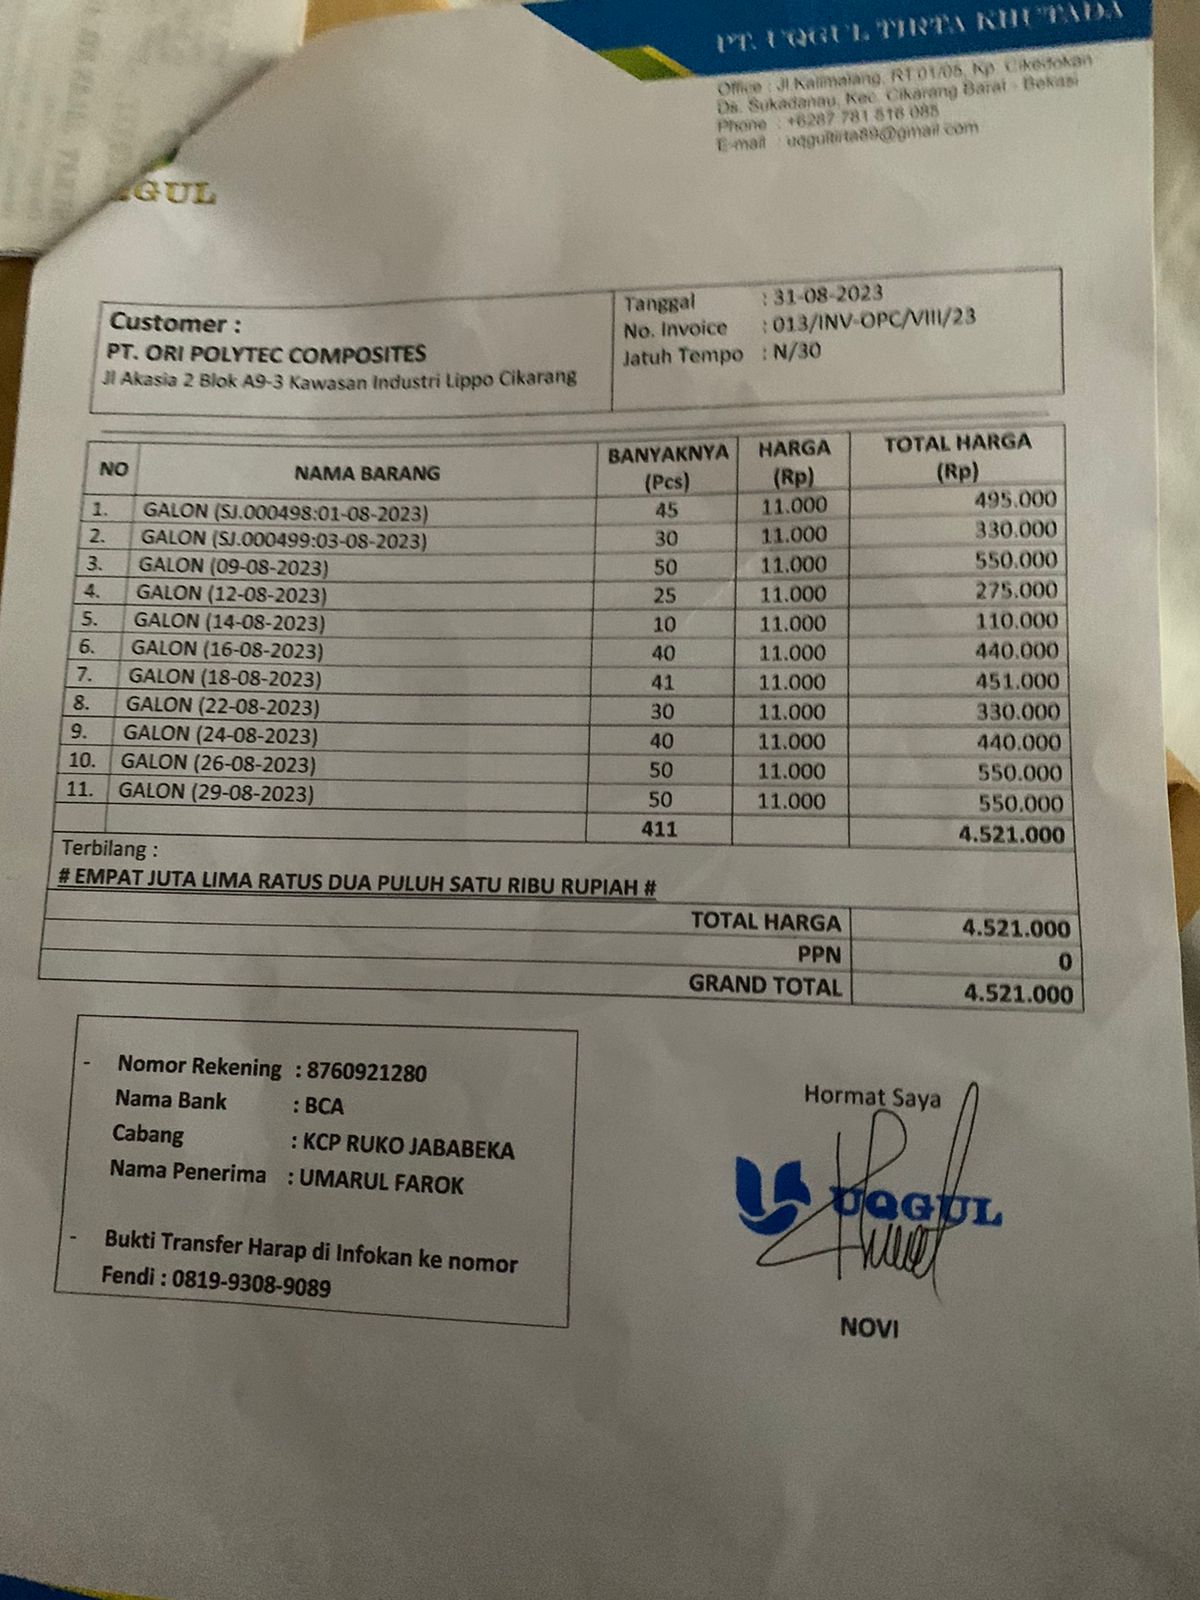 PT. UQGUL TIRTA KHUTADA
Office : Jl.Kalimalang, RT.01/05, Kp. Cikedokan
Ds. Sukadanau, Kec. Cikarang Barat - Bekasi
Phone : +6287 781 516 085
E-mail : uqgultirta89@gmail.com
Customer :
PT. ORI POLYTEC COMPOSITES
Jl Akasia 2 Blok A9-3 Kawasan Industri Lippo Cikarang
Tanggal : 31-08-2023
No. Invoice : 013/INV-OPC/VIII/23
Jatuh Tempo : N/30
NO NAMA BARANG BANYAKNYA (Pcs) HARGA (Rp) TOTAL HARGA (Rp)
1. GALON (SJ.000498:01-08-2023) 45 11.000 495.000
2. GALON (SJ.000499:03-08-2023) 30 11.000 330.000
3. GALON (09-08-2023) 50 11.000 550.000
4. GALON (12-08-2023) 25 11.000 275.000
5. GALON (14-08-2023) 10 11.000 110.000
6. GALON (16-08-2023) 40 11.000 440.000
7. GALON (18-08-2023) 41 11.000 451.000
8. GALON (22-08-2023) 30 11.000 330.000
9. GALON (24-08-2023) 40 11.000 440.000
10. GALON (26-08-2023) 50 11.000 550.000
11. GALON (29-08-2023) 50 11.000 550.000
411 4.521.000
Terbilang :
# EMPAT JUTA LIMA RATUS DUA PULUH SATU RIBU RUPIAH #
TOTAL HARGA 4.521.000
PPN 0
GRAND TOTAL 4.521.000
- Nomor Rekening : 8760921280
Nama Bank : BCA
Cabang : KCP RUKO JABABEKA
Nama Penerima : UMARUL FAROK
- Bukti Transfer Harap di Infokan ke nomor
Fendi : 0819-9308-9089
Hormat Saya
UQGUL
NOVI